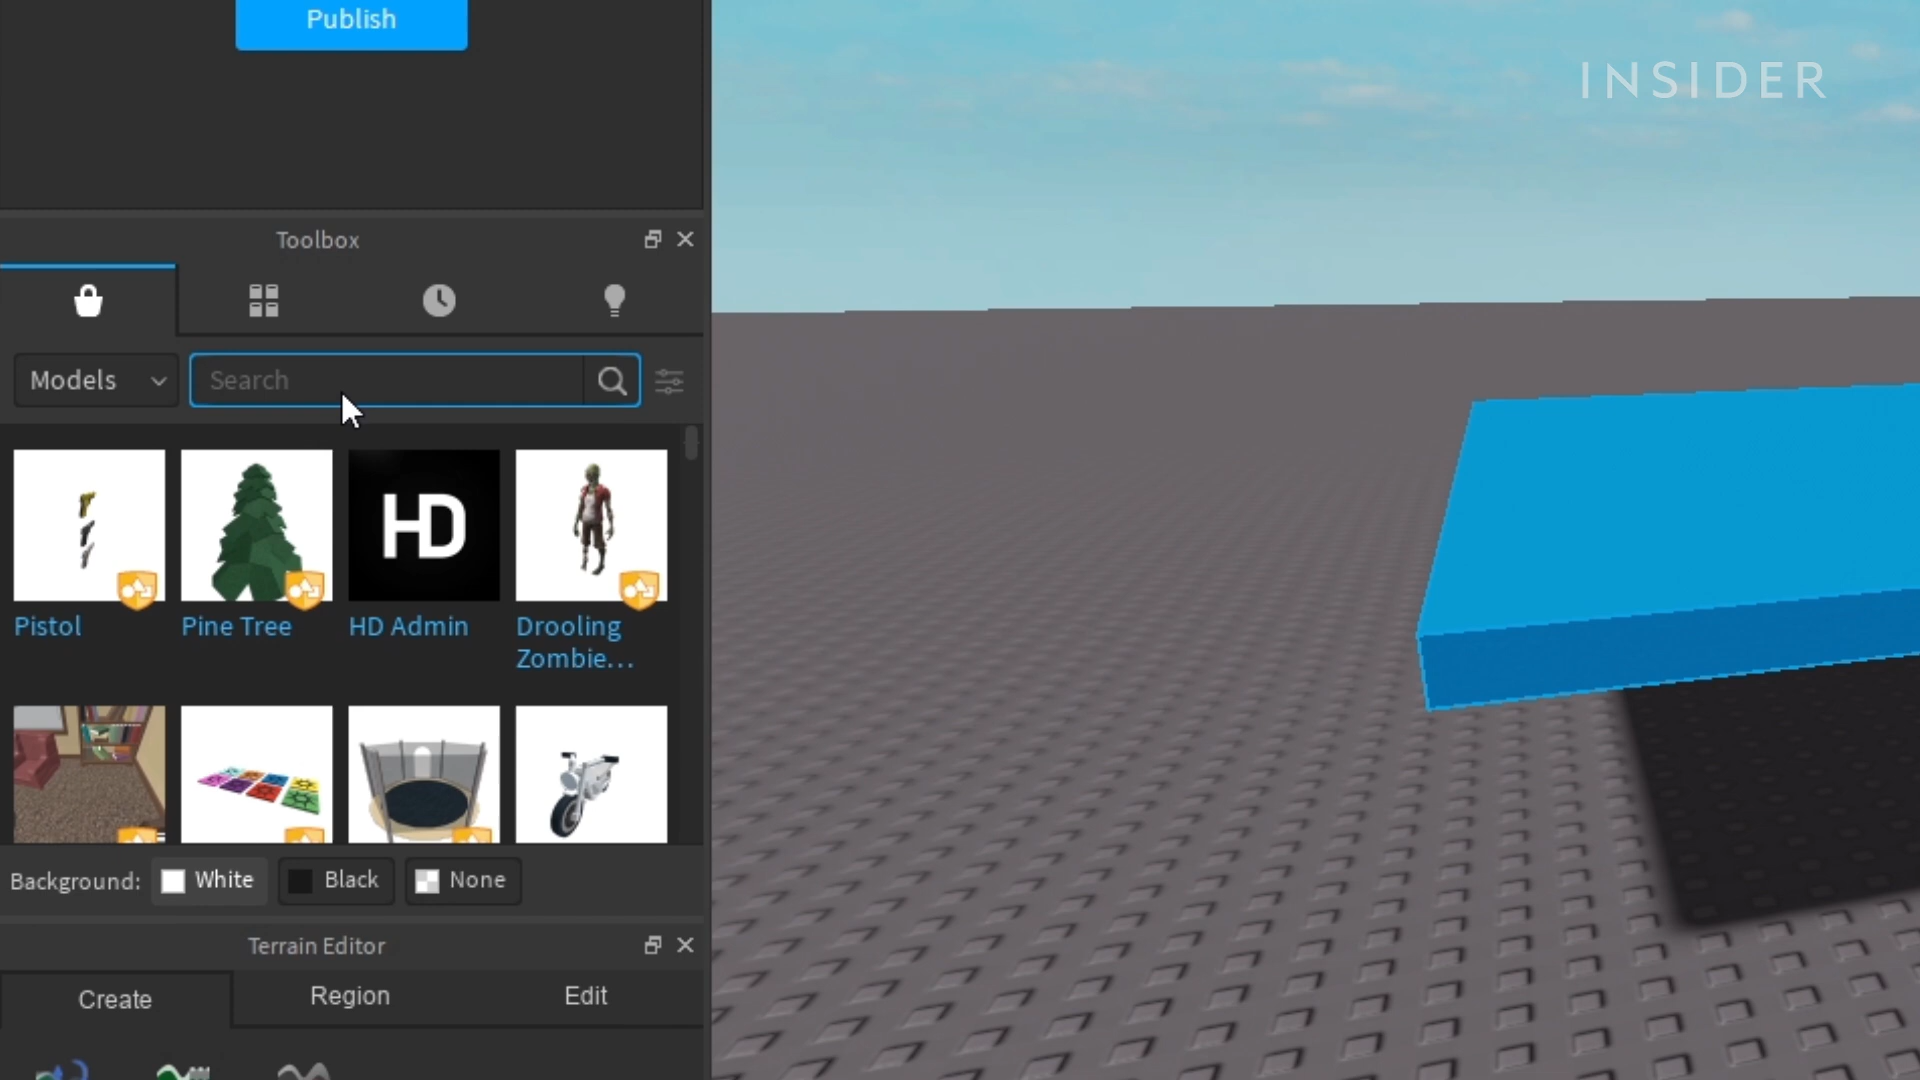 Publish
INSIDER
Toolbox
Models
Search
HD
Pistol
Pine Tree
HD Admin
Drooling
Zombie...
Background:
White
Black
None
Terrain Editor
Create
Region
Edit